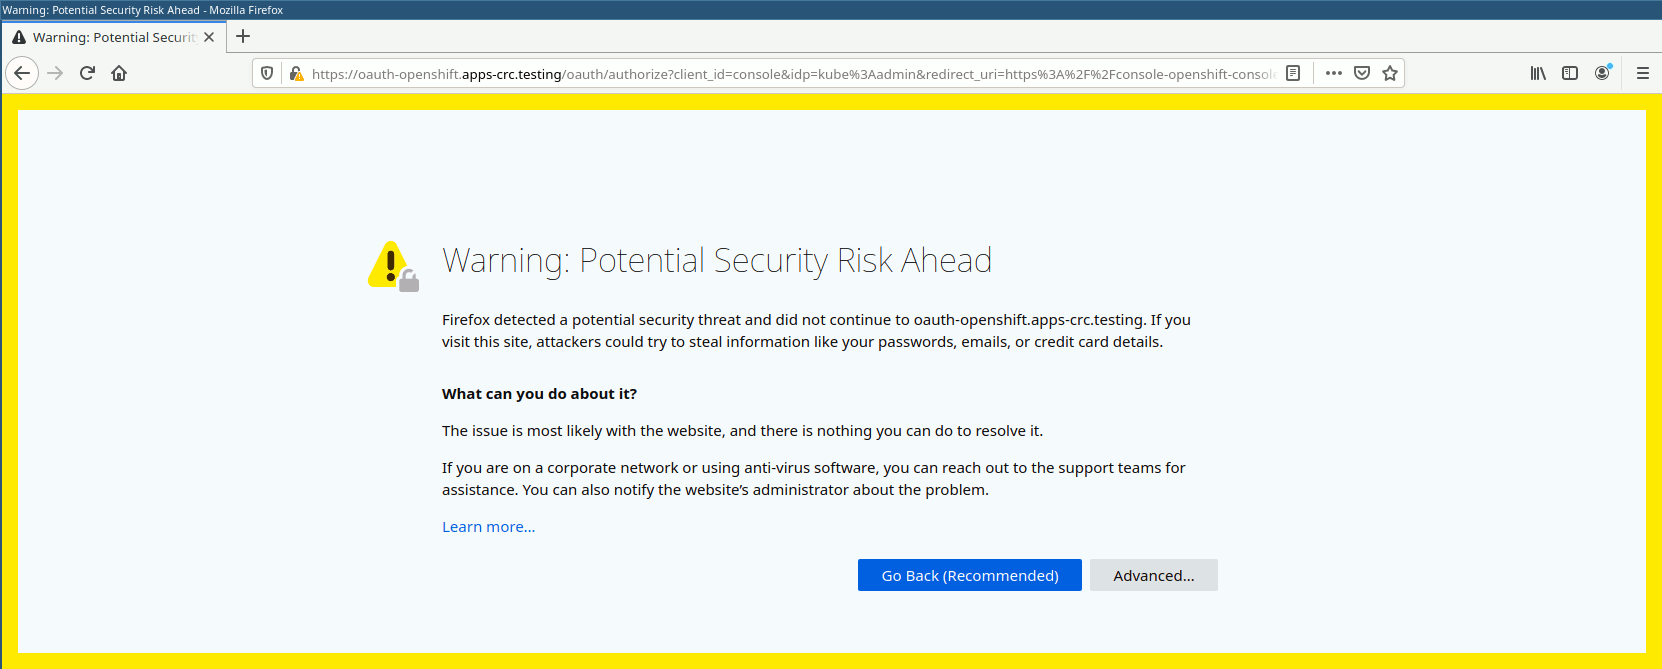 Warning: Potential Security Risk Ahead - Mozilla Firefox
Warning: Potential Securit
https://oauth-openshift.apps-crc.testing/oauth/authorize?client_id=console&idp=kube%3Aadmin&redirect_uri=https%3A%2F%2Fconsole-openshift-console
Warning: Potential Security Risk Ahead
Firefox detected a potential security threat and did not continue to oauth-openshift.apps-crc.testing. If you
visit this site, attackers could try to steal information like your passwords, emails, or credit card details.
What can you do about it?
The issue is most likely with the website, and there is nothing you can do to resolve it.
If you are on a corporate network or using anti-virus software, you can reach out to the support teams for
assistance. You can also notify the website’s administrator about the problem.
Learn more...
Go Back (Recommended)
Advanced...